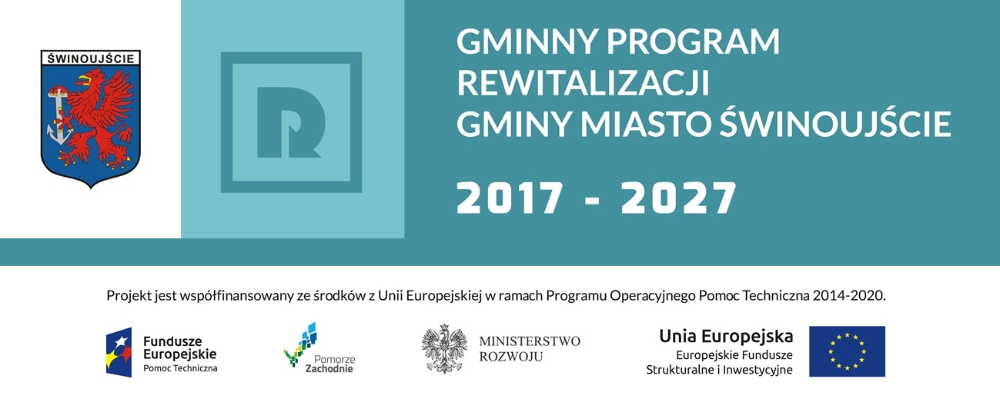 ŚWINOUJŚCIE
R
GMINNY PROGRAM
REWITALIZACJI
GMINY MIASTO ŚWINOUJŚCIE
2017 - 2027
Projekt jest współfinansowany ze środków z Unii Europejskiej w ramach Programu Operacyjnego Pomoc Techniczna 2014-2020.
Fundusze
Europejskie
Pomoc Techniczna
Pomorze
Zachodnie
MINISTERSTWO
ROZWOJU
Unia Europejska
Europejskie Fundusze
Strukturalne i Inwestycyjne